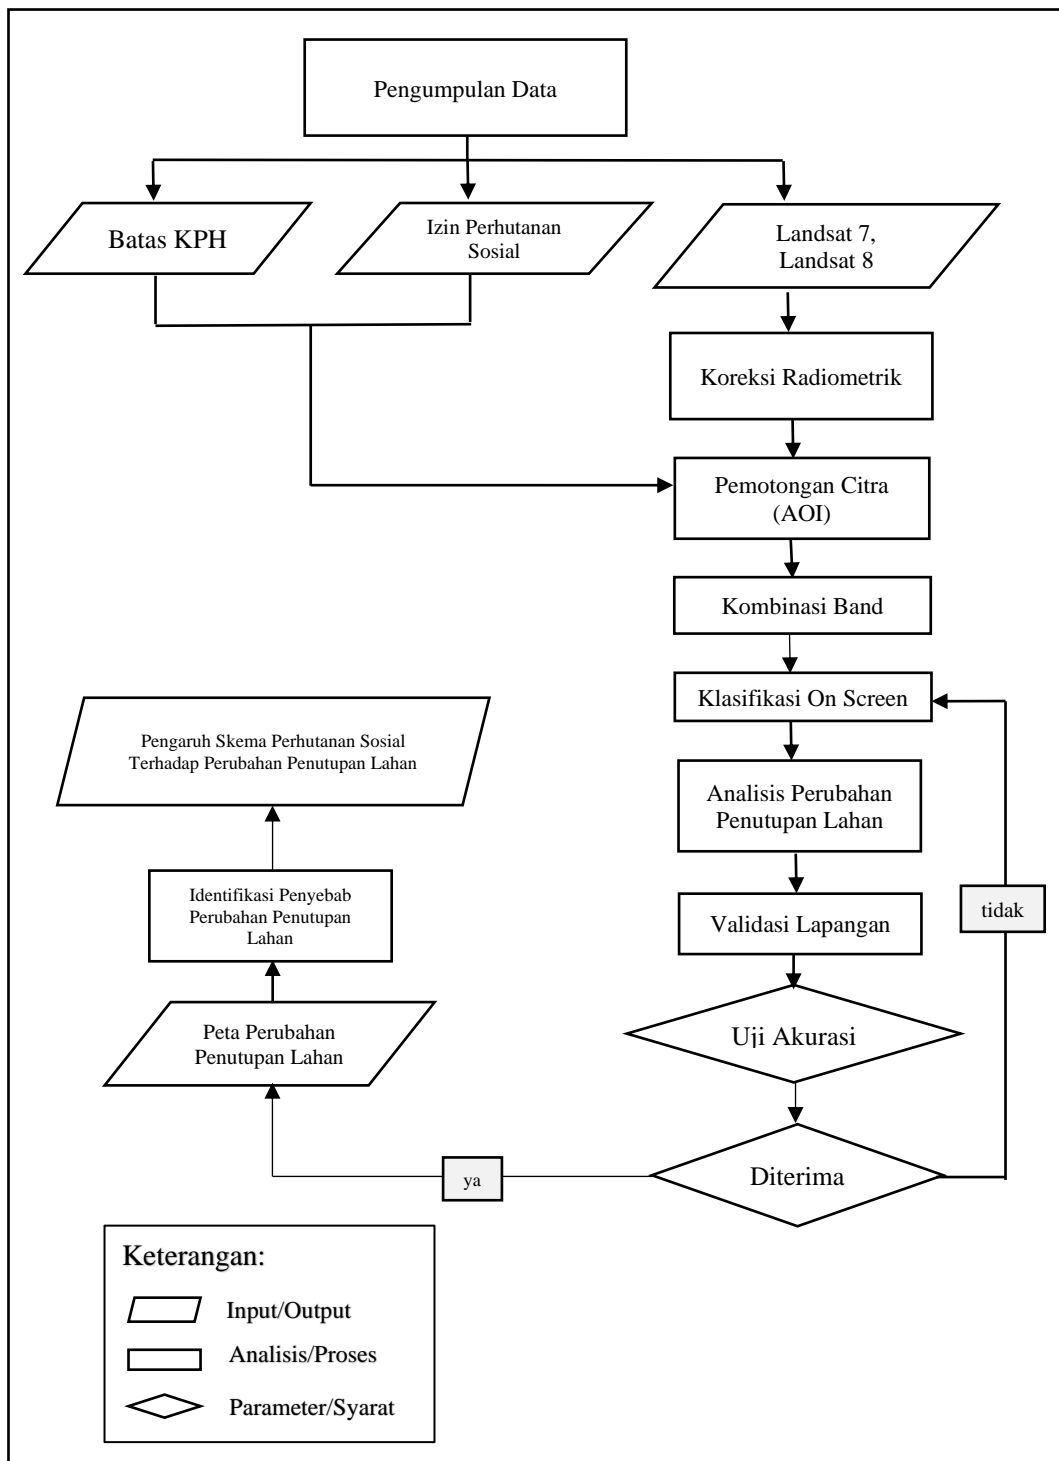 Pengumpulan Data
Batas KPH
Izin Perhutanan
Sosial
Landsat 7,
Landsat 8
Koreksi Radiometrik
Pemotongan Citra
(AOI)
Kombinasi Band
Klasifikasi On Screen
Pengaruh Skema Perhutanan Sosial
Terhadap Perubahan Penutupan Lahan
Analisis Perubahan
Penutupan Lahan
Identifikasi Penyebab
Perubahan Penutupan
Lahan
Validasi Lapangan
tidak
Peta Perubahan
Penutupan Lahan
Uji Akurasi
ya
Diterima
Keterangan:
Input/Output
Analisis/Proses
Parameter/Syarat